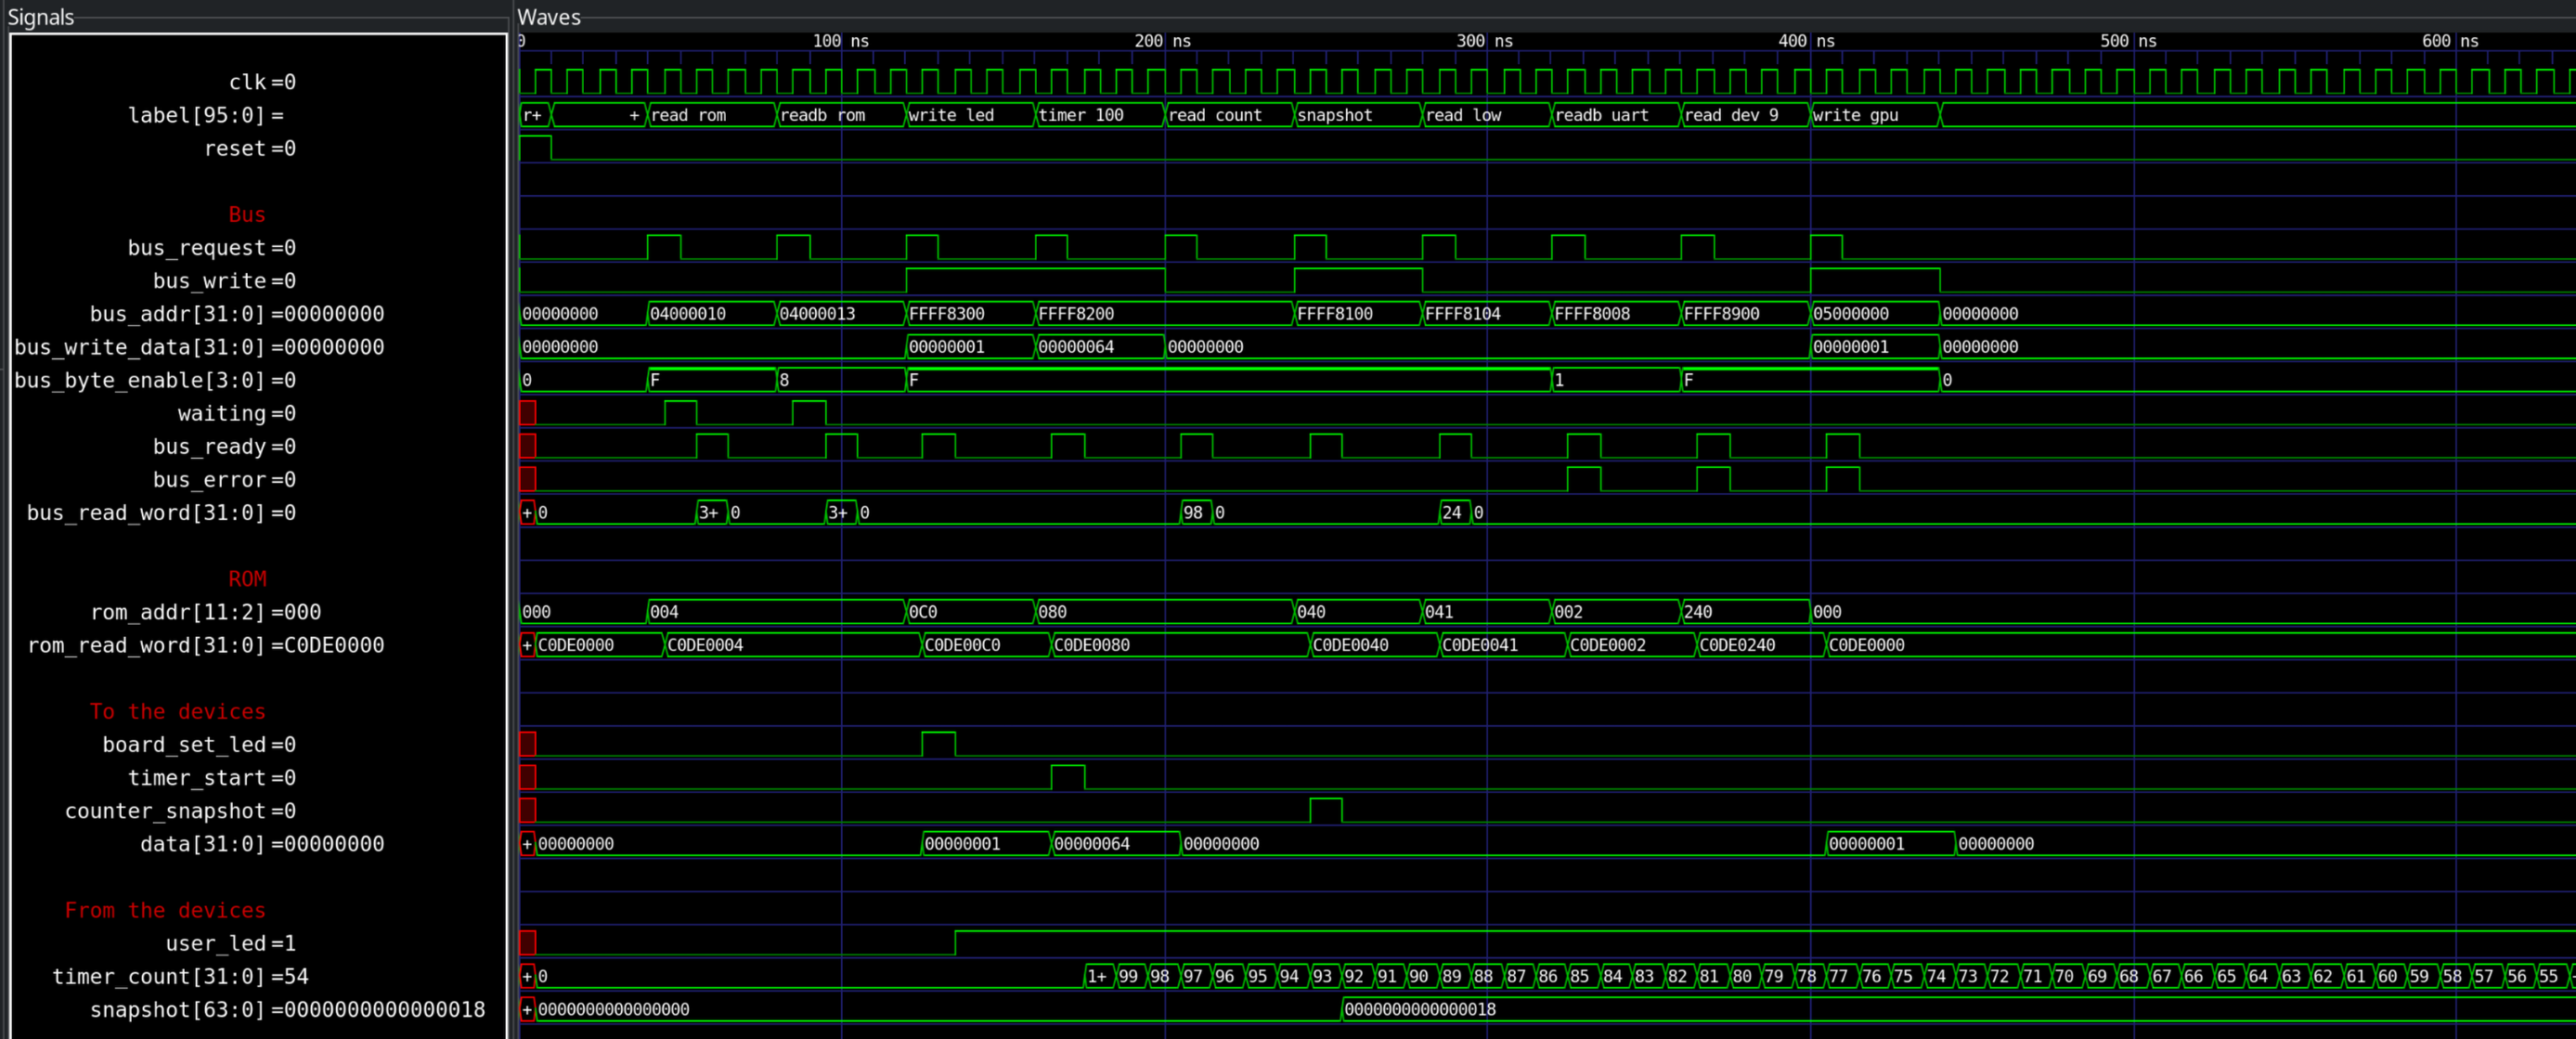 Signals
Waves
0 100 ns 200 ns 300 ns 400 ns 500 ns 600 ns
clk=0
label[95:0]= r+ + read rom readb rom write led timer 100 read count snapshot read low readb uart read dev 9 write gpu
reset=0
Bus
bus_request=0
bus_write=0
bus_addr[31:0]=00000000 00000000 04000010 04000013 FFFF8300 FFFF8200 FFFF8100 FFFF8104 FFFF8008 FFFF8900 05000000 00000000
bus_write_data[31:0]=00000000 00000000 00000001 00000064 00000000 00000001 00000000
bus_byte_enable[3:0]=0 0 F 8 F 1 F 0
waiting=0
bus_ready=0
bus_error=0
bus_read_word[31:0]=0 + 0 3+ 0 3+ 0 98 0 24 0
ROM
rom_addr[11:2]=000 000 004 0C0 080 040 041 002 240 000
rom_read_word[31:0]=C0DE0000 + C0DE0000 C0DE0004 C0DE00C0 C0DE0080 C0DE0040 C0DE0041 C0DE0002 C0DE0240 C0DE0000
To the devices
board_set_led=0
timer_start=0
counter_snapshot=0
data[31:0]=00000000 + 00000000 00000001 00000064 00000000 00000001 00000000
From the devices
user_led=1
timer_count[31:0]=54 + 0 1+ 99 98 97 96 95 94 93 92 91 90 89 88 87 86 85 84 83 82 81 80 79 78 77 76 75 74 73 72 71 70 69 68 67 66 65 64 63 62 61 60 59 58 57 56 55
snapshot[63:0]=0000000000000018 + 0000000000000000 0000000000000018